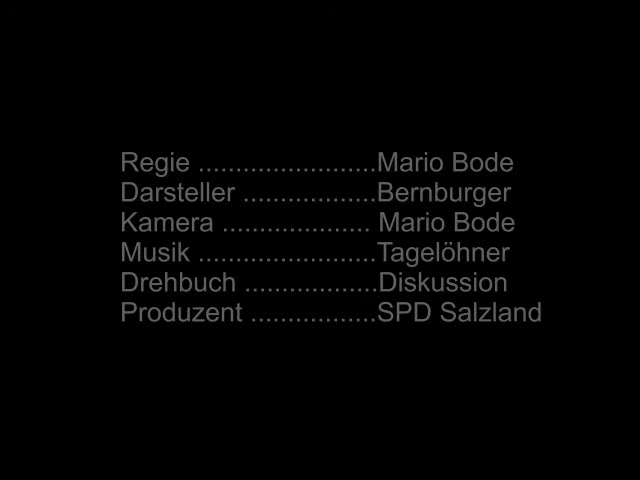 Regie ........................Mario Bode
Darsteller ..................Bernburger
Kamera .................... Mario Bode
Musik ........................Tagelöhner
Drehbuch ..................Diskussion
Produzent .................SPD Salzland